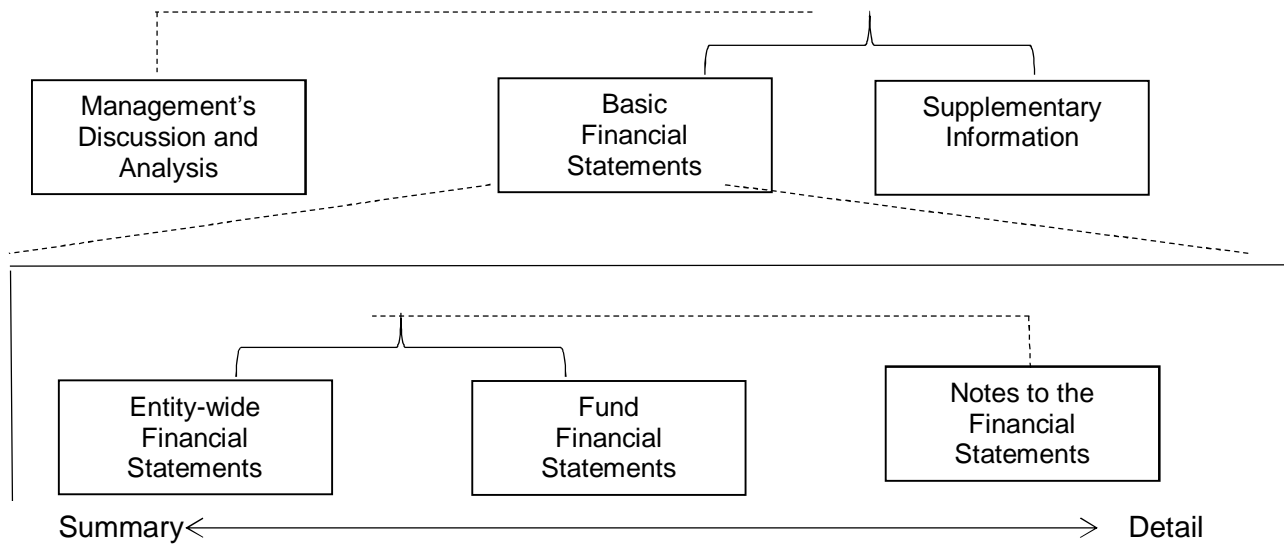 Management’s
Discussion and
Analysis
Basic
Financial
Statements
Supplementary
Information
Entity-wide
Financial
Statements
Fund
Financial
Statements
Notes to the
Financial
Statements
Summary
Detail